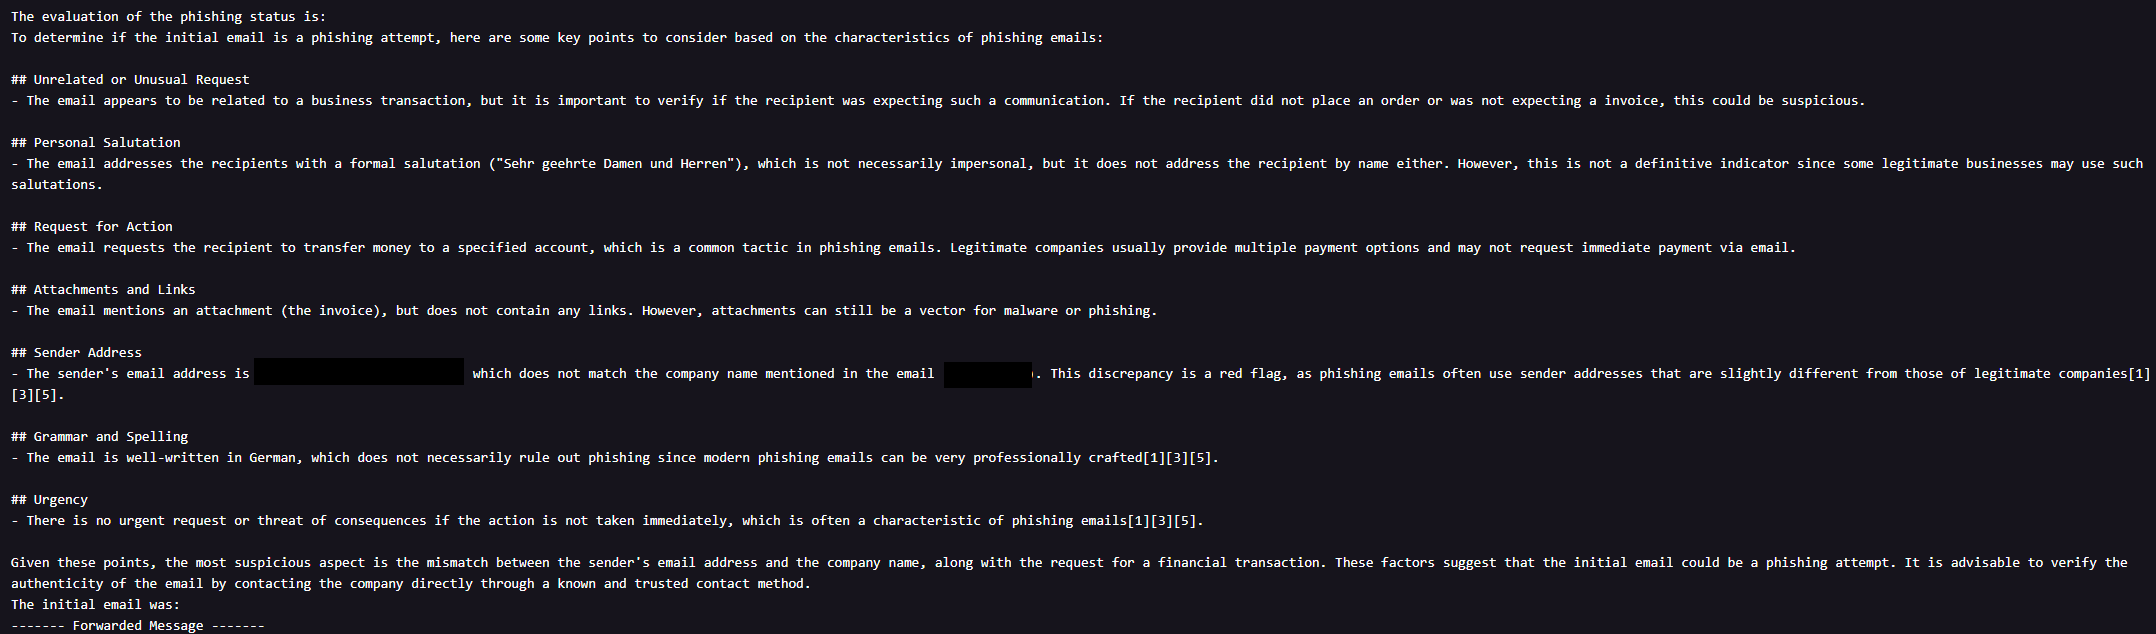 The evaluation of the phishing status is:
To determine if the initial email is a phishing attempt, here are some key points to consider based on the characteristics of phishing emails:
## Unrelated or Unusual Request
- The email appears to be related to a business transaction, but it is important to verify if the recipient was expecting such a communication. If the recipient did not place an order or was not expecting a invoice, this could be suspicious.
## Personal Salutation
- The email addresses the recipients with a formal salutation ("Sehr geehrte Damen und Herren"), which is not necessarily impersonal, but it does not address the recipient by name either. However, this is not a definitive indicator since some legitimate businesses may use such
salutations.
## Request for Action
- The email requests the recipient to transfer money to a specified account, which is a common tactic in phishing emails. Legitimate companies usually provide multiple payment options and may not request immediate payment via email.
## Attachments and Links
- The email mentions an attachment (the invoice), but does not contain any links. However, attachments can still be a vector for malware or phishing.
## Sender Address
- The sender's email address is which does not match the company name mentioned in the email ). This discrepancy is a red flag, as phishing emails often use sender addresses that are slightly different from those of legitimate companies[1]
[3][5].
## Grammar and Spelling
- The email is well-written in German, which does not necessarily rule out phishing since modern phishing emails can be very professionally crafted[1][3][5].
## Urgency
- There is no urgent request or threat of consequences if the action is not taken immediately, which is often a characteristic of phishing emails[1][3][5].
Given these points, the most suspicious aspect is the mismatch between the sender's email address and the company name, along with the request for a financial transaction. These factors suggest that the initial email could be a phishing attempt. It is advisable to verify the
authenticity of the email by contacting the company directly through a known and trusted contact method.
The initial email was:
------- Forwarded Message -------